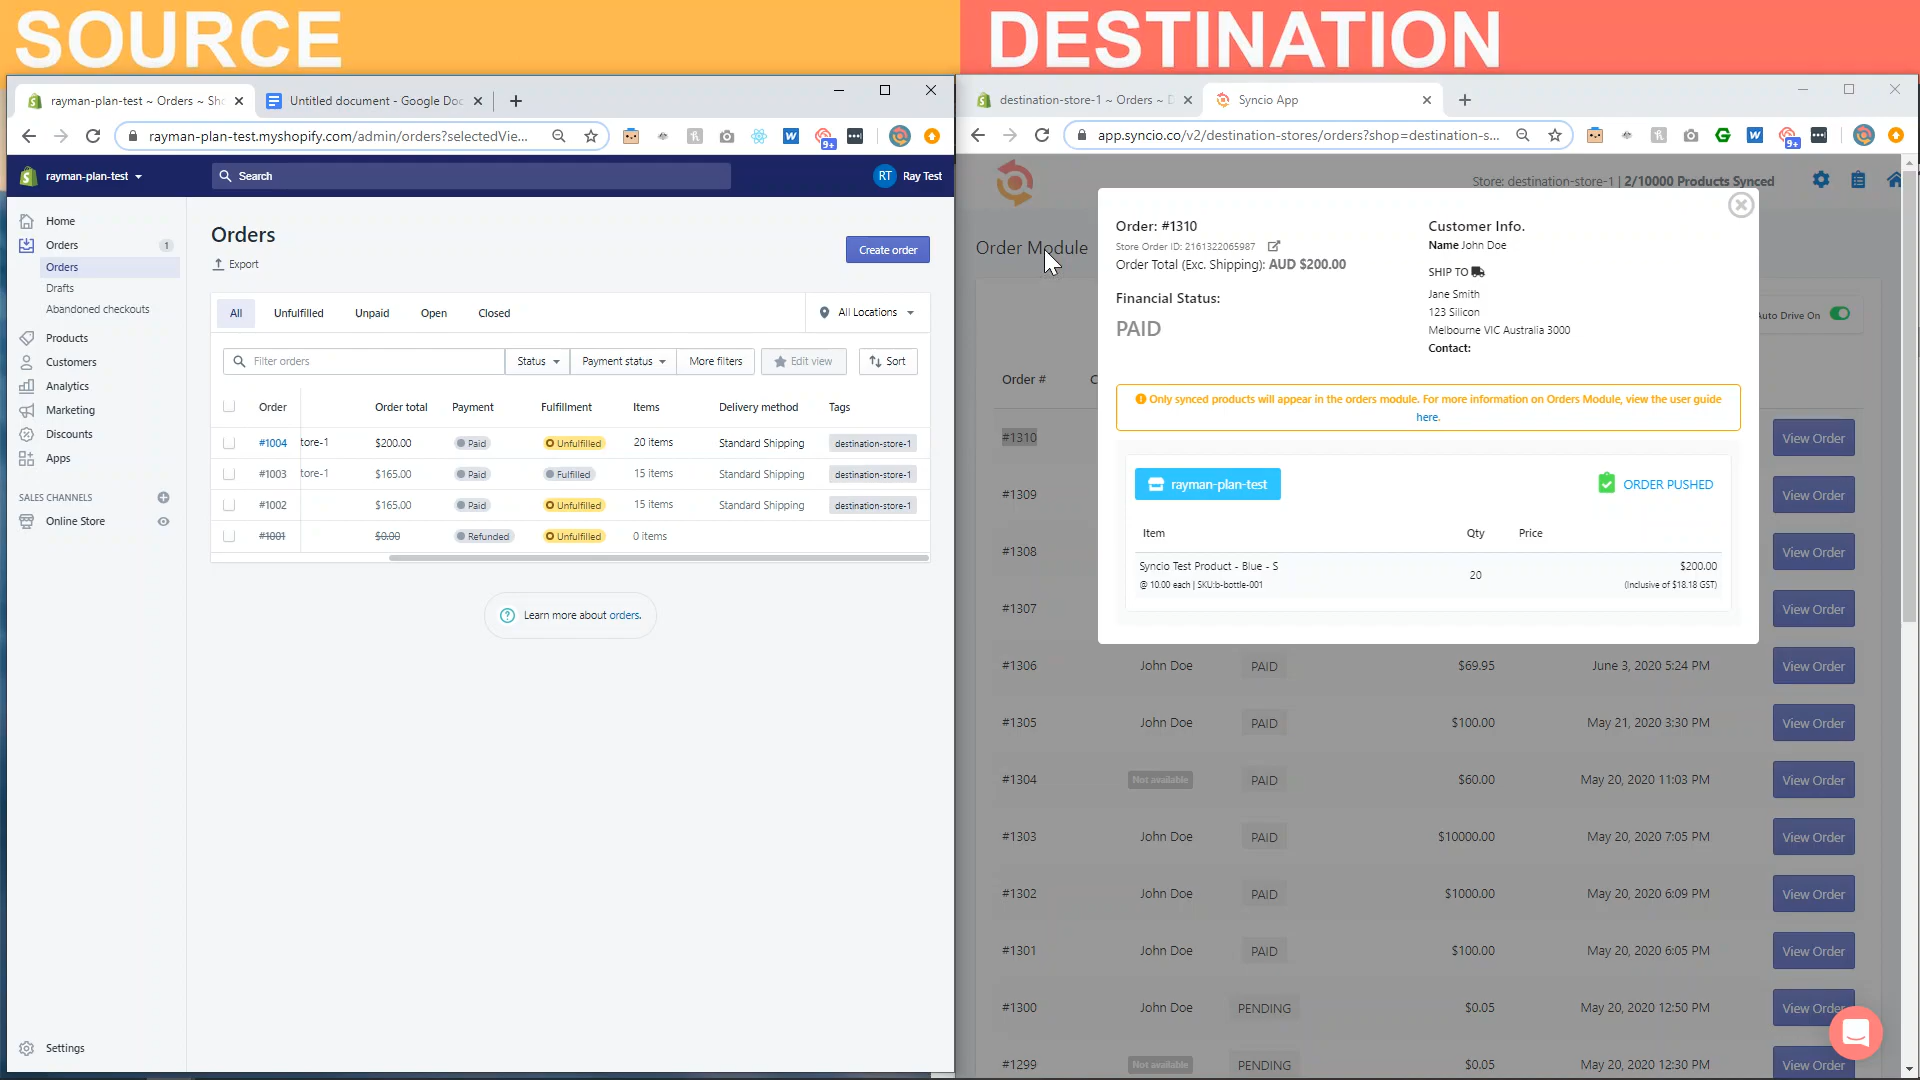 SOURCE
DESTINATION
rayman-plan-test ~ Orders ~ Sho
Untitled document - Google Doc
destination-store-1 ~ Orders ~
Syncio App
rayman-plan-test.myshopify.com/admin/orders?selectedVie...
9+
app.syncio.co/v2/destination-stores/orders?shop=destination-s...
9+
rayman-plan-test
Search
RT Ray Test
Home
Orders 1
Orders
Drafts
Abandoned checkouts
Products
Customers
Analytics
Marketing
Discounts
Apps
SALES CHANNELS
Online Store
Settings
Orders
Export
Create order
All Unfulfilled Unpaid Open Closed All Locations
Filter orders Status Payment status More filters Edit view Sort
Order Order total Payment Fulfillment Items Delivery method Tags
#1004 tore-1 $200.00 Paid Unfulfilled 20 items Standard Shipping destination-store-1
#1003 tore-1 $165.00 Paid Fulfilled 15 items Standard Shipping destination-store-1
#1002 $165.00 Paid Unfulfilled 15 items Standard Shipping destination-store-1
#1001 $0.00 Refunded Unfulfilled 0 items
Learn more about orders.
Store: destination-store-1 | 2/10000 Products Synced
Order Module
Auto Drive On
Order: #1310
Store Order ID: 2161322065987
Order Total (Exc. Shipping): AUD $200.00
Financial Status:
PAID
Customer Info.
Name John Doe
SHIP TO
Jane Smith
123 Silicon
Melbourne VIC Australia 3000
Contact:
Only synced products will appear in the orders module. For more information on Orders Module, view the user guide
here.
rayman-plan-test
ORDER PUSHED
Item Qty Price
Syncio Test Product - Blue - S
@ 10.00 each | SKU:b-bottle-001
20
$200.00
(Inclusive of $18.18 GST)
Order # C
#1310 View Order
#1309 View Order
#1308 View Order
#1307 View Order
#1306 John Doe PAID $69.95 June 3, 2020 5:24 PM View Order
#1305 John Doe PAID $100.00 May 21, 2020 3:30 PM View Order
#1304 Not available PAID $60.00 May 20, 2020 11:03 PM View Order
#1303 John Doe PAID $10000.00 May 20, 2020 7:05 PM View Order
#1302 John Doe PAID $1000.00 May 20, 2020 6:09 PM View Order
#1301 John Doe PAID $100.00 May 20, 2020 6:05 PM View Order
#1300 John Doe PENDING $0.05 May 20, 2020 12:50 PM View Order
#1299 Not available PENDING $0.05 May 20, 2020 12:30 PM View Order